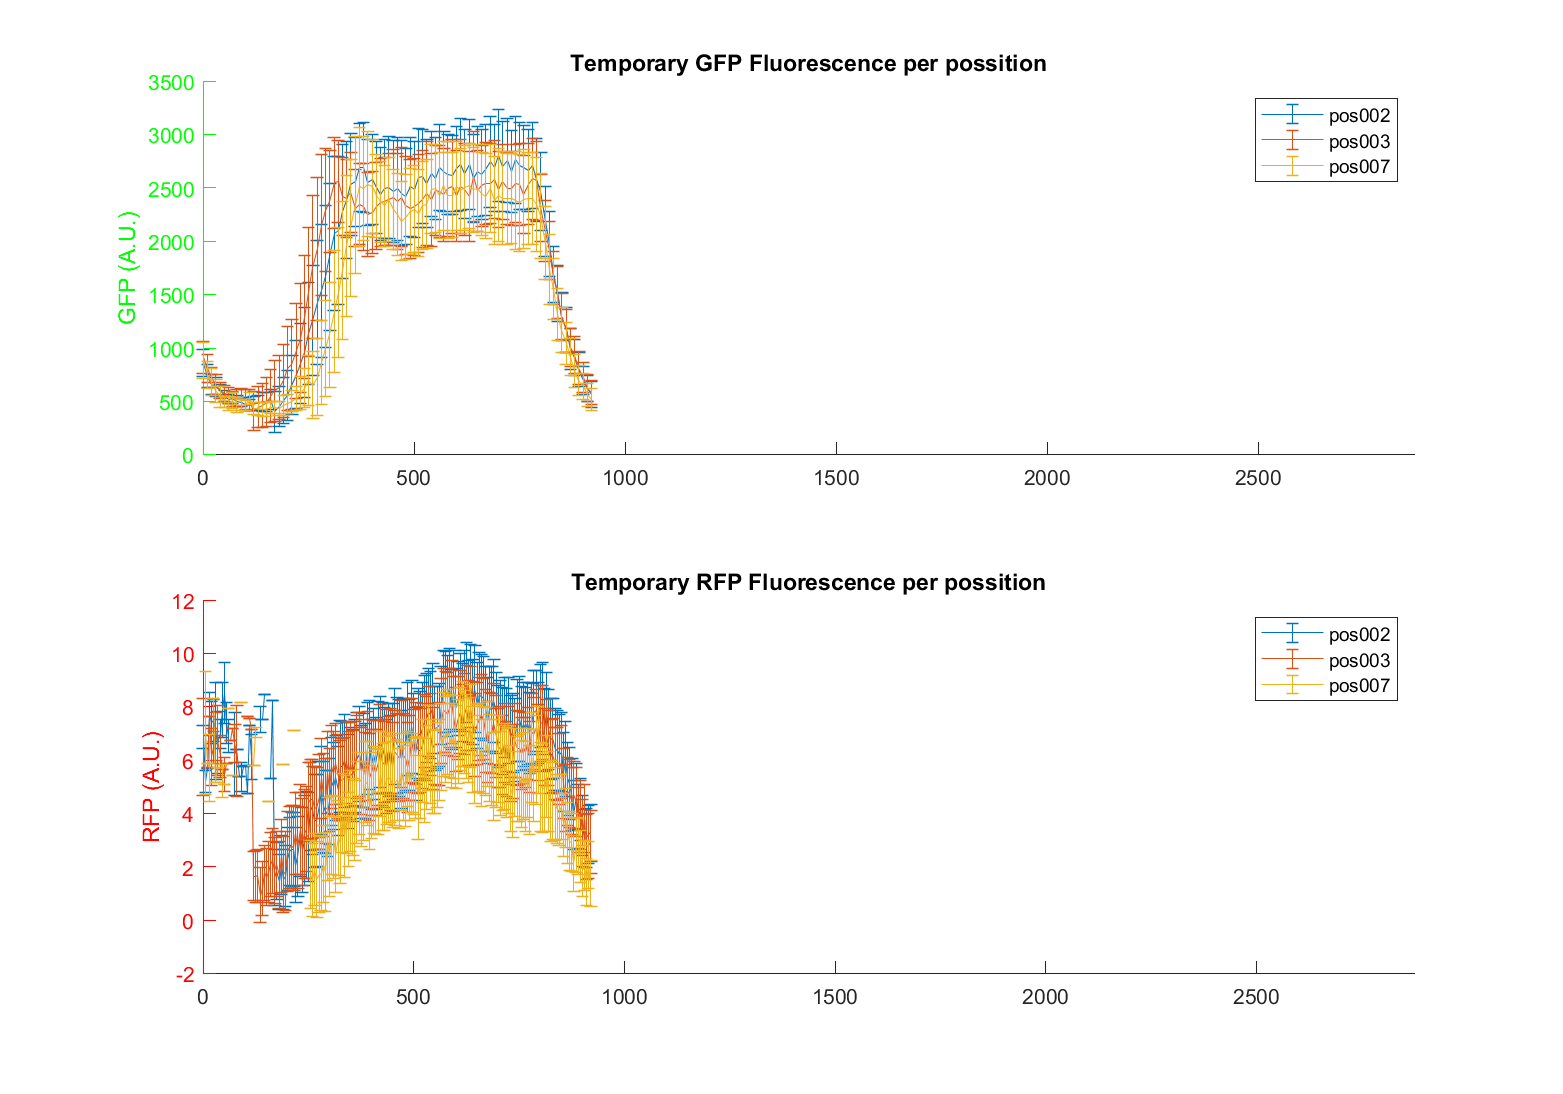 Temporary GFP Fluorescence per possition
GFP (A.U.)
3500
3000
2500
2000
1500
1000
500
0
0 500 1000 1500 2000 2500
pos002
pos003
pos007
Temporary RFP Fluorescence per possition
RFP (A.U.)
12
10
8
6
4
2
0
-2
0 500 1000 1500 2000 2500
pos002
pos003
pos007